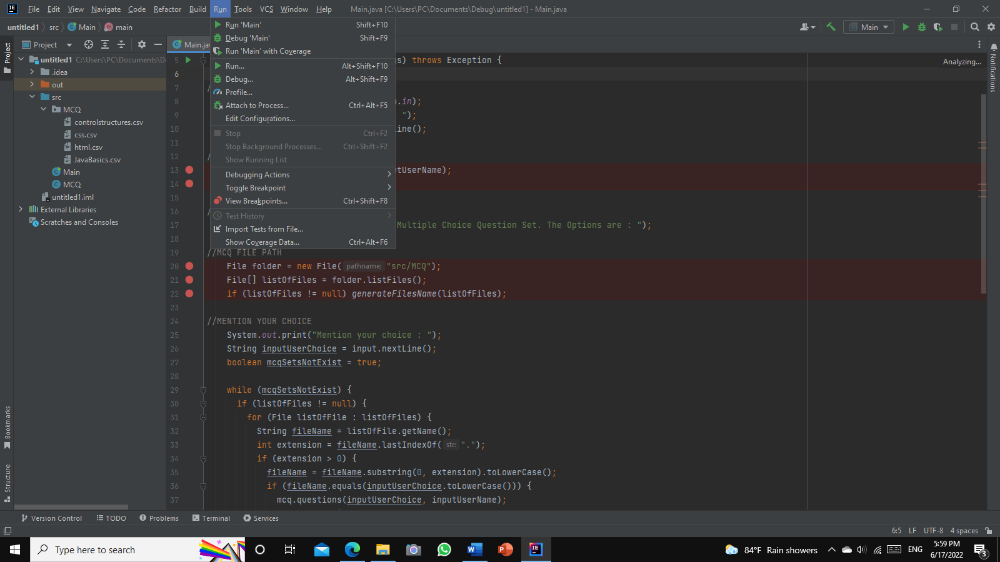 File Edit View Navigate Code Refactor Build Run Tools VCS Window Help Main.java [C:\Users\PC\Documents\Debug\untitled1] - Main.java
untitled1 src Main main
Main
Project
Main.ja
Project
untitled1 C:\Users\PC\Documents\D
.idea
out
src
MCQ
controlstructures.csv
css.csv
html.csv
JavaBasics.csv
Main
MCQ
untitled1.iml
External Libraries
Scratches and Consoles
Bookmarks
Structure
Run 'Main' Shift+F10
Debug 'Main' Shift+F9
Run 'Main' with Coverage
Run... Alt+Shift+F10
Debug... Alt+Shift+F9
Profile...
Attach to Process... Ctrl+Alt+F5
Edit Configurations...
Stop Ctrl+F2
Stop Background Processes... Ctrl+Shift+F2
Show Running List
Debugging Actions
Toggle Breakpoint
View Breakpoints... Ctrl+Shift+F8
Test History
Import Tests from File...
Show Coverage Data... Ctrl+Alt+F6
Analyzing...
Notifications
5 s) throws Exception {
6
7 /
8 .in);
9 ");
10 ine();
11
12 /
13 tUserName);
14
15
16 /
17 Multiple Choice Question Set. The Options are : ");
18
19 //MCQ FILE PATH
20 File folder = new File( pathname: "src/MCQ");
21 File[] listOfFiles = folder.listFiles();
22 if (listOfFiles != null) generateFilesName(listOfFiles);
23
24 //MENTION YOUR CHOICE
25 System.out.print("Mention your choice : ");
26 String inputUserChoice = input.nextLine();
27 boolean mcqSetsNotExist = true;
28
29 while (mcqSetsNotExist) {
30 if (listOfFiles != null) {
31 for (File listOfFile : listOfFiles) {
32 String fileName = listOfFile.getName();
33 int extension = fileName.lastIndexOf( str: ".");
34 if (extension > 0) {
35 fileName = fileName.substring(0, extension).toLowerCase();
36 if (fileName.equals(inputUserChoice.toLowerCase())) {
37 mcq.questions(inputUserChoice, inputUserName);
Version Control TODO Problems Terminal Services
6:5 LF UTF-8 4 spaces
Type here to search
84°F Rain showers
ENG
5:59 PM
6/17/2022
3